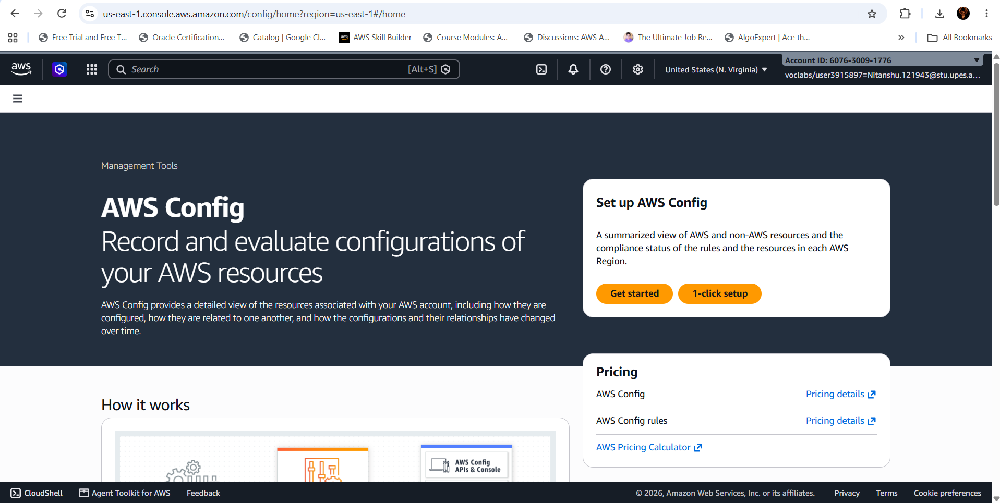 us-east-1.console.aws.amazon.com/config/home?region=us-east-1#/home
Free Trial and Free T...
Oracle Certification...
Catalog | Google Cl...
aws
AWS Skill Builder
Course Modules: A...
Discussions: AWS A...
The Ultimate Job Re...
AlgoExpert | Ace th...
»
All Bookmarks
aws
Search
[Alt+S]
United States (N. Virginia)
Account ID: 6076-3009-1776
voclabs/user3915897=Nitanshu.121943@stu.upes.a...
Management Tools
AWS Config
Record and evaluate configurations of
your AWS resources
AWS Config provides a detailed view of the resources associated with your AWS account, including how they are
configured, how they are related to one another, and how the configurations and their relationships have changed
over time.
Set up AWS Config
A summarized view of AWS and non-AWS resources and the
compliance status of the rules and the resources in each AWS
Region.
Get started
1-click setup
Pricing
AWS Config
Pricing details
AWS Config rules
Pricing details
AWS Pricing Calculator
How it works
AWS Config
APIs & Console
CloudShell
Agent Toolkit for AWS
Feedback
© 2026, Amazon Web Services, Inc. or its affiliates.
Privacy
Terms
Cookie preferences